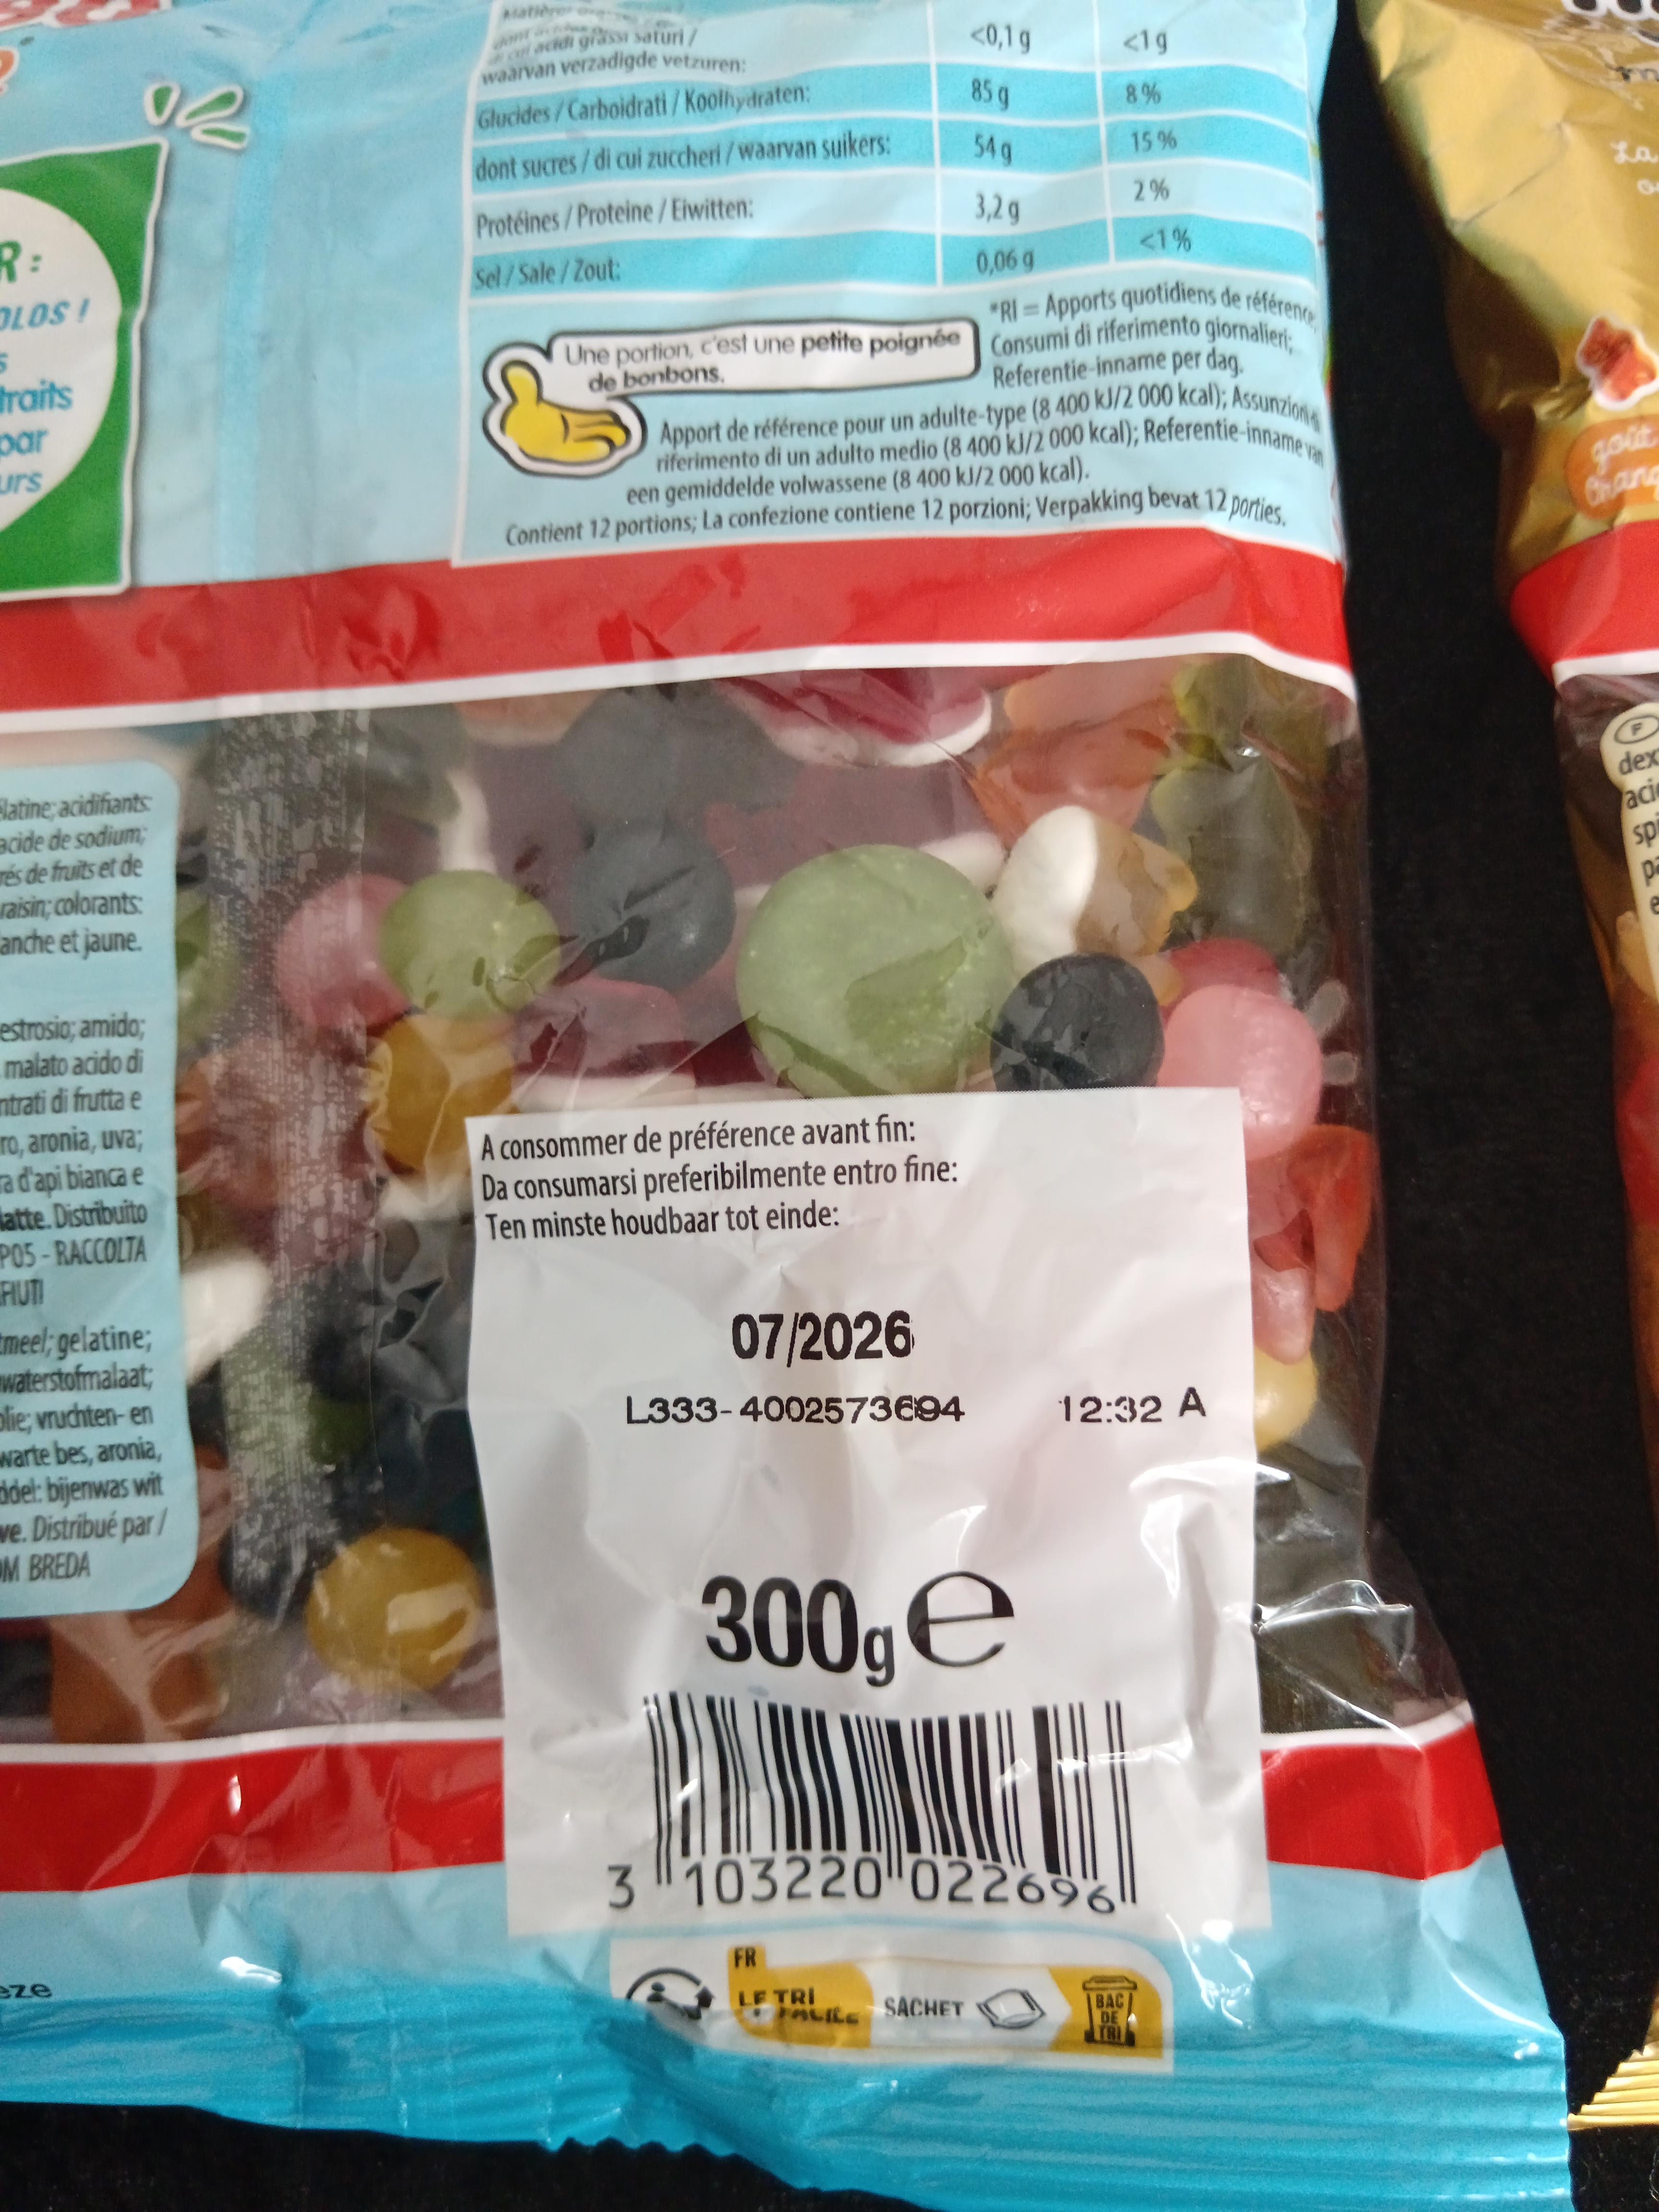 waarvan verzadigde vetzuren:
<0,1 g
<1 g
Glucides / Carboidrati / Koolhydraten:
85 g
8 %
dont sucres / di cui zuccheri / waarvan suikers:
54 g
15 %
Protéines / Proteine / Eiwitten:
3,2 g
2 %
Sel / Sale / Zout:
0,06 g
<1 %
*RI = Apports quotidiens de référence;
Consumi di riferimento giornalieri;
Referentie-inname per dag.
Une portion, c'est une petite poignée
de bonbons.
Apport de référence pour un adulte-type (8 400 kJ/2 000 kcal); Assunzioni di
riferimento di un adulto medio (8 400 kJ/2 000 kcal); Referentie-inname van
een gemiddelde volwassene (8 400 kJ/2 000 kcal).
Contient 12 portions; La confezione contiene 12 porzioni; Verpakking bevat 12 porties.
R :
OLOS !
traits
par
urs
élatine; acidifiants:
acide de sodium;
rés de fruits et de
raisin; colorants:
anche et jaune.
estrosio; amido;
malato acido di
ntrati di frutta e
ro, aronia, uva;
ra d'api bianca e
latte. Distribuito
P05 - RACCOLTA
FIUTI
tmeel; gelatine;
waterstofmalaat;
olie; vruchten- en
warte bes, aronia,
ddel: bijenwas wit
ve. Distribué par /
OM BREDA
A consommer de préférence avant fin:
Da consumarsi preferibilmente entro fine:
Ten minste houdbaar tot einde:
07/2026
L333-4002573694 12:32 A
300g e
3 103220 022696
FR
LE TRI
+ FACILE
SACHET
BAC
DE
TRI
eze
La
goût
F
dex
aci
spi
pa